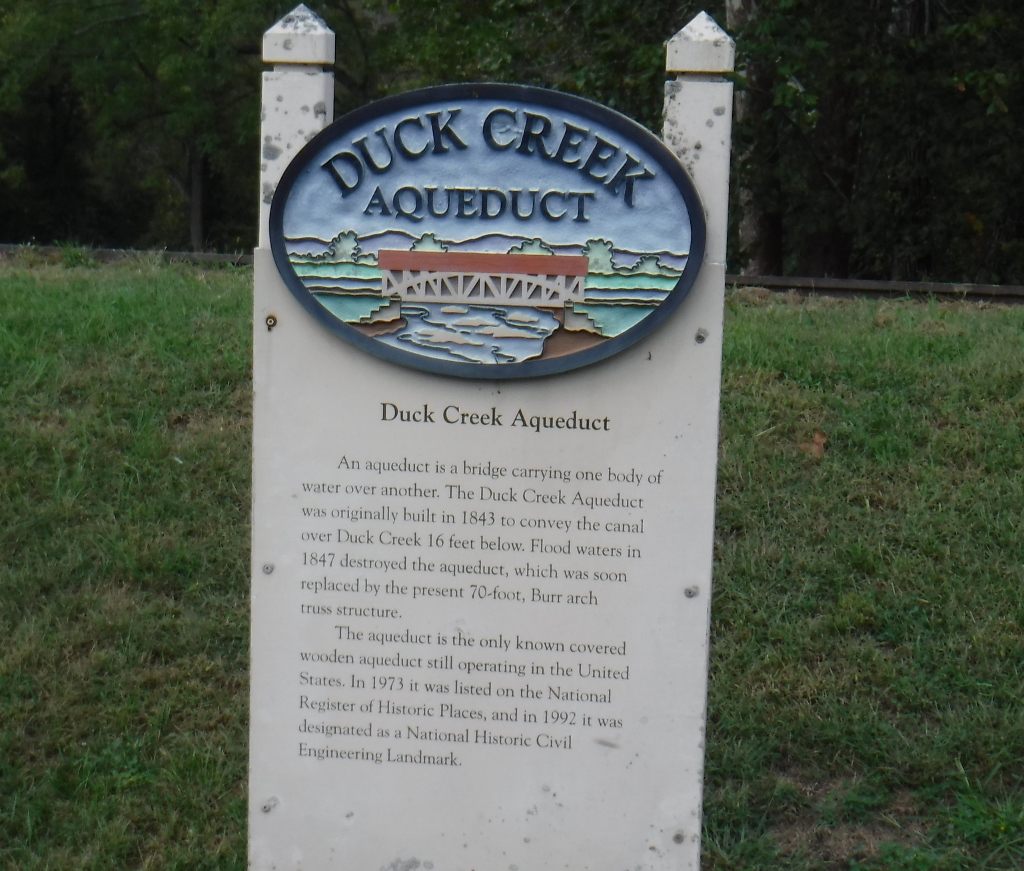 DUCK CREEK
AQUEDUCT
Duck Creek Aqueduct
An aqueduct is a bridge carrying one body of
water over another. The Duck Creek Aqueduct
was originally built in 1843 to convey the canal
over Duck Creek 16 feet below. Flood waters in
1847 destroyed the aqueduct, which was soon
replaced by the present 70-foot, Burr arch
truss structure.
The aqueduct is the only known covered
wooden aqueduct still operating in the United
States. In 1973 it was listed on the National
Register of Historic Places, and in 1992 it was
designated as a National Historic Civil
Engineering Landmark.